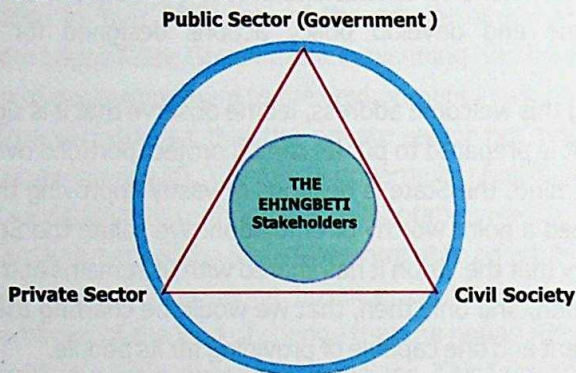 Public Sector (Government)
THE
EHINGBETI
Stakeholders
Private Sector
Civil Society